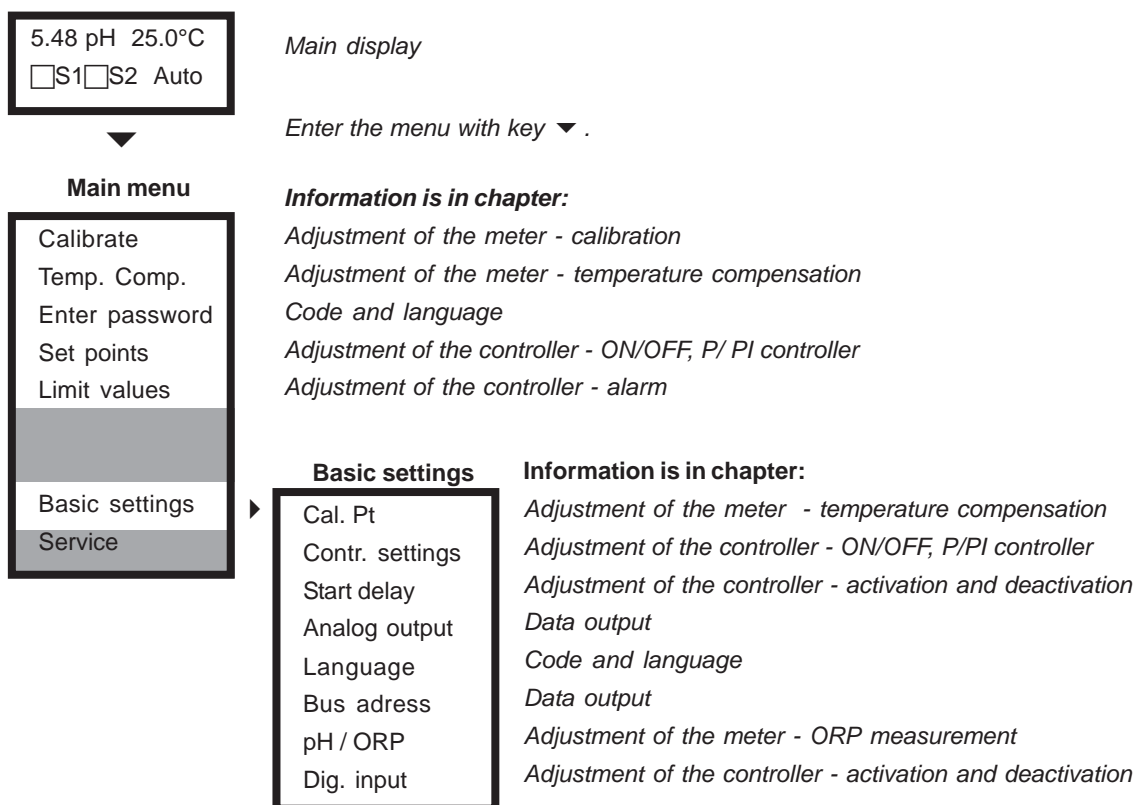 5.48 pH 25.0°C
S1 S2 Auto
Main display
Enter the menu with key ▼ .
Main menu
Information is in chapter:
Calibrate
Adjustment of the meter - calibration
Temp. Comp.
Adjustment of the meter - temperature compensation
Enter password
Code and language
Set points
Adjustment of the controller - ON/OFF, P/ PI controller
Limit values
Adjustment of the controller - alarm
Basic settings
Service
Basic settings
Information is in chapter:
Cal. Pt
Adjustment of the meter - temperature compensation
Contr. settings
Adjustment of the controller - ON/OFF, P/PI controller
Start delay
Adjustment of the controller - activation and deactivation
Analog output
Data output
Language
Code and language
Bus adress
Data output
pH / ORP
Adjustment of the meter - ORP measurement
Dig. input
Adjustment of the controller - activation and deactivation